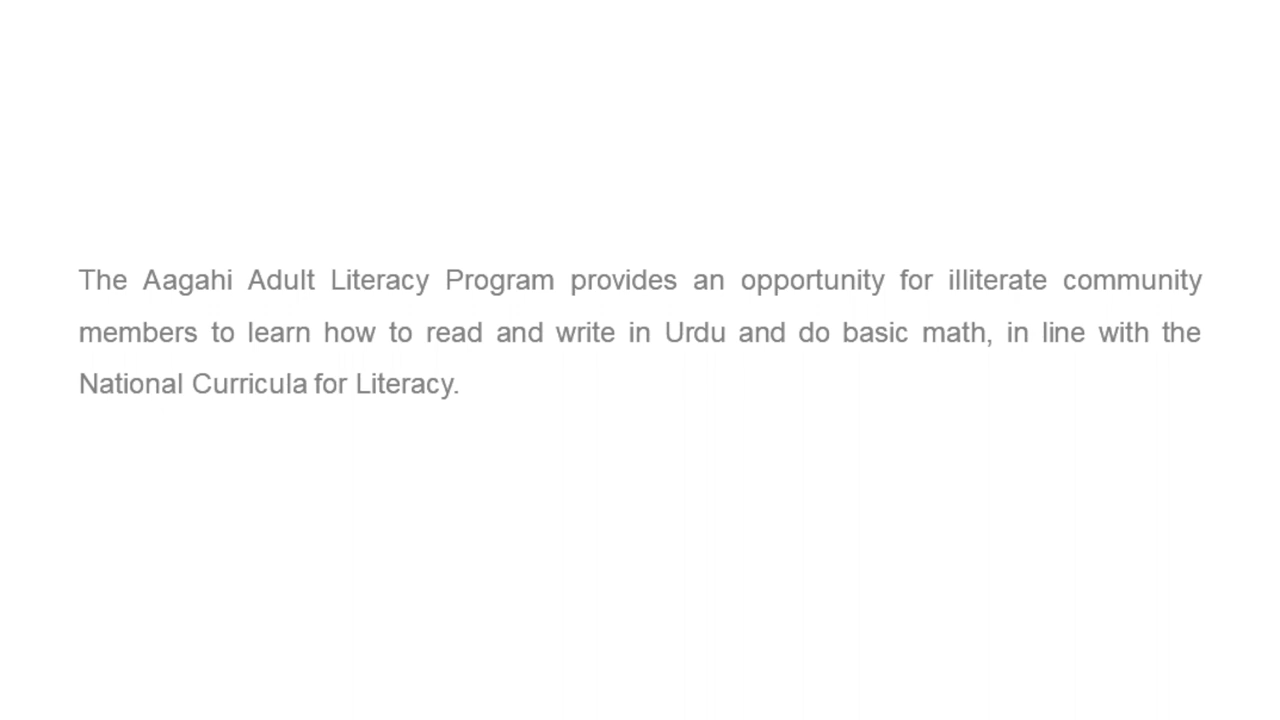 The Aagahi Adult Literacy Program provides an opportunity for illiterate community
members to learn how to read and write in Urdu and do basic math, in line with the
National Curricula for Literacy.